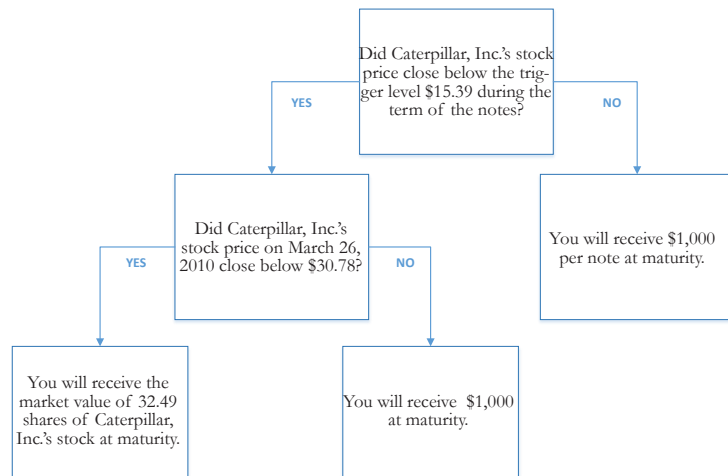 Did Caterpillar, Inc.'s stock
price close below the trig-
ger level $15.39 during the
term of the notes?
YES
NO
Did Caterpillar, Inc.'s
stock price on March 26,
2010 close below $30.78?
You will receive $1,000
per note at maturity.
YES
NO
You will receive the
market value of 32.49
shares of Caterpillar,
Inc.'s stock at maturity.
You will receive $1,000
at maturity.